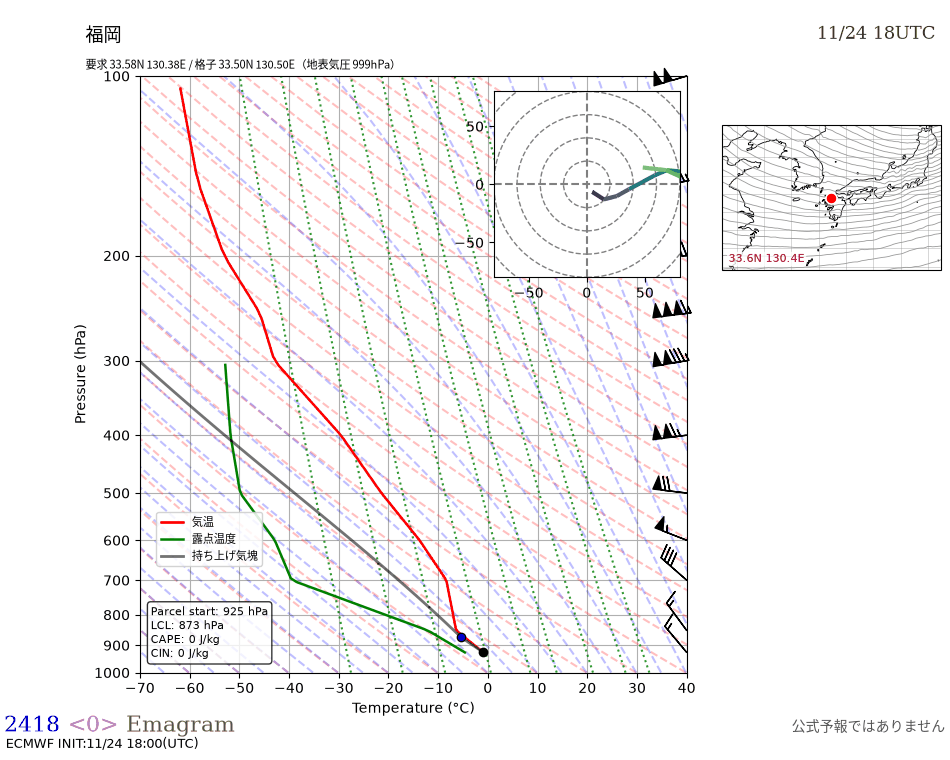 福岡
11/24 18UTC
要求 33.58N 130.38E / 格子 33.50N 130.50E（地表気圧 999hPa）
100
200
300
400
500
600
700
800
900
1000
Pressure (hPa)
50
0
−50
−50
0
50
33.6N 130.4E
気温
露点温度
持ち上げ気塊
Parcel start: 925 hPa
LCL: 873 hPa
CAPE: 0 J/kg
CIN: 0 J/kg
−70
−60
−50
−40
−30
−20
−10
0
10
20
30
40
Temperature (°C)
2418 <0> Emagram
公式予報ではありません
ECMWF INIT:11/24 18:00(UTC)